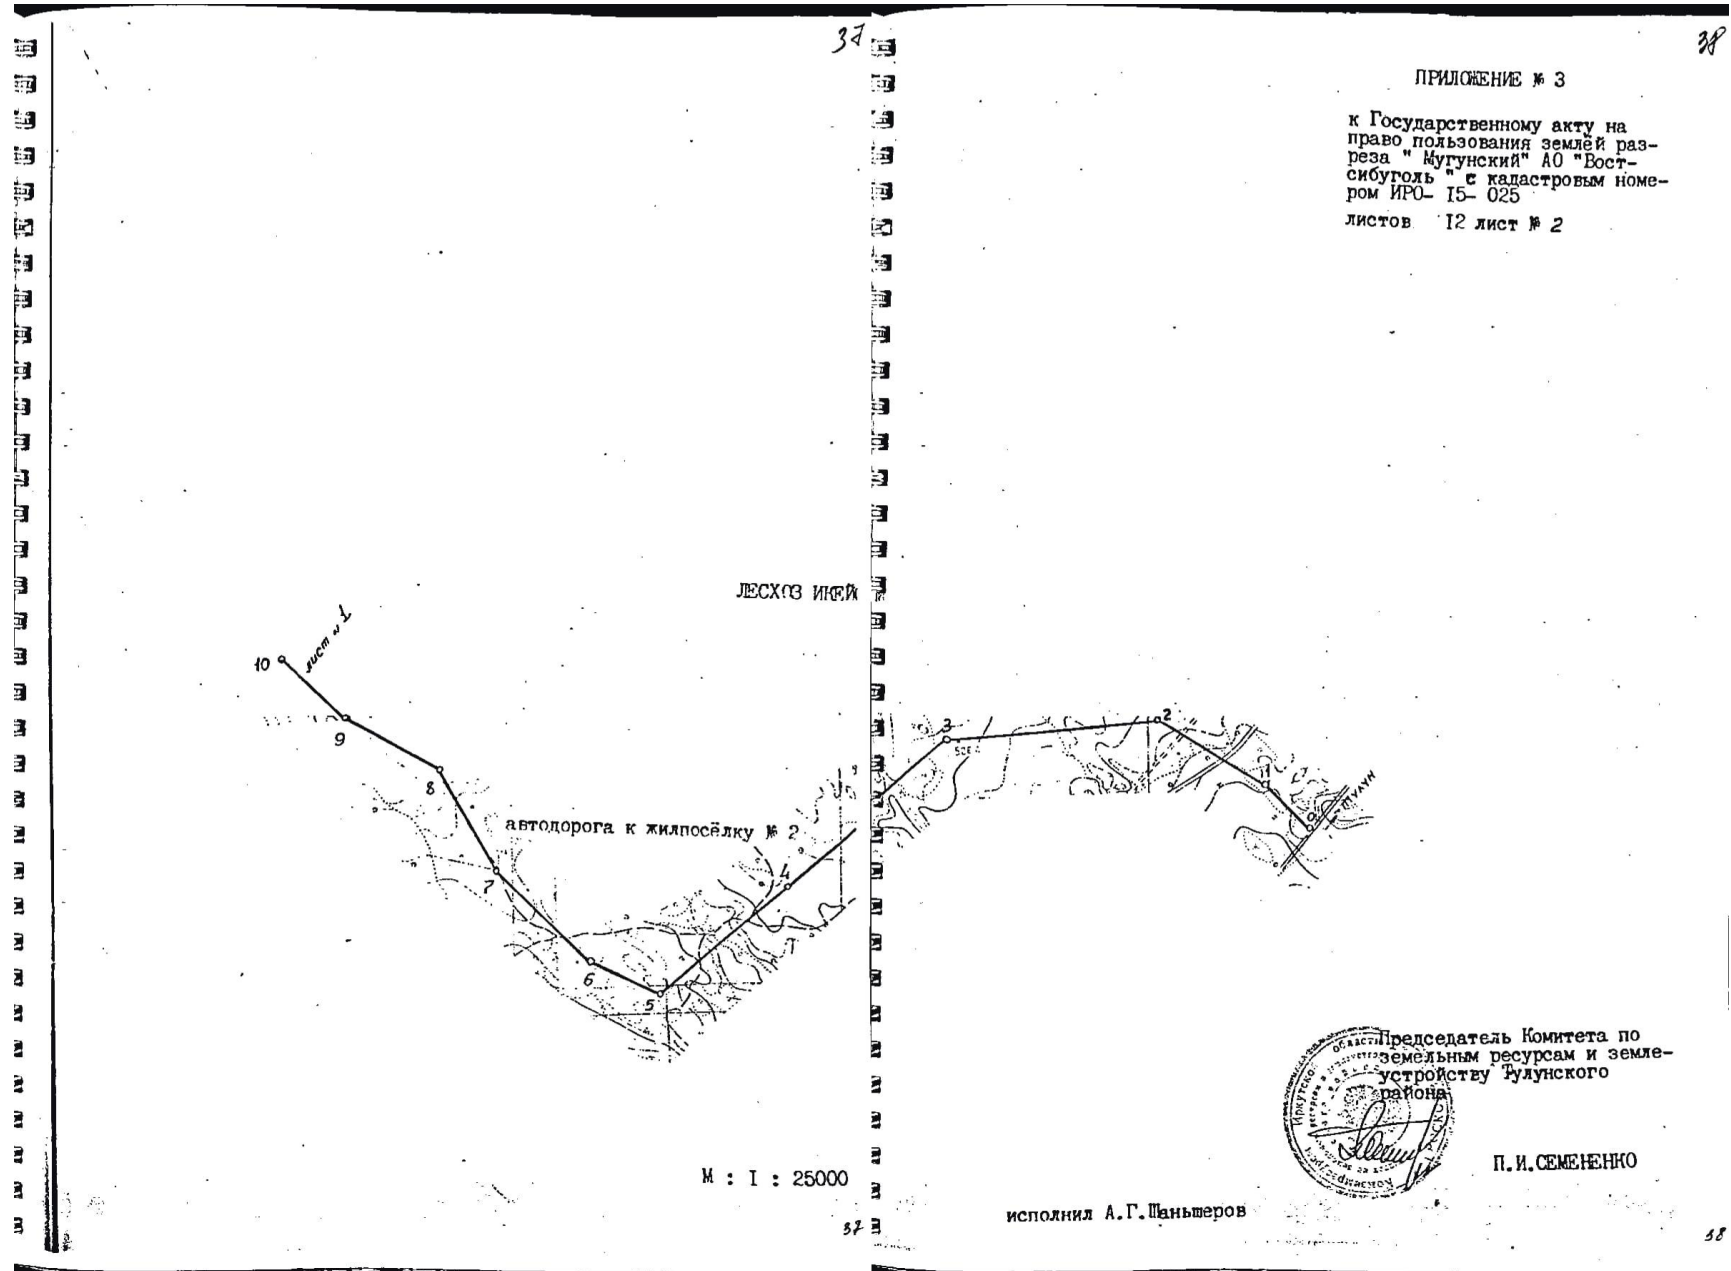 37
38
ПРИЛОЖЕНИЕ № 3
к Государственному акту на
право пользования землёй раз-
реза " Мугунский" АО "Вост-
сибуголь " с кадастровым номе-
ром ИРО- I5- 025
листов I2 лист № 2
ЛЕСХОЗ ИКЕЙ
лист № 1
10
9
8
7
6
5
4
3
2
1
0
ТУЛУН
автодорога к жилпосёлку № 2
Председатель Комитета по
земельным ресурсам и земле-
устройству Тулунского
района
П.И.СЕМЕНЕНКО
М : I : 25000
исполнил А.Г.Шаньшеров
37
38